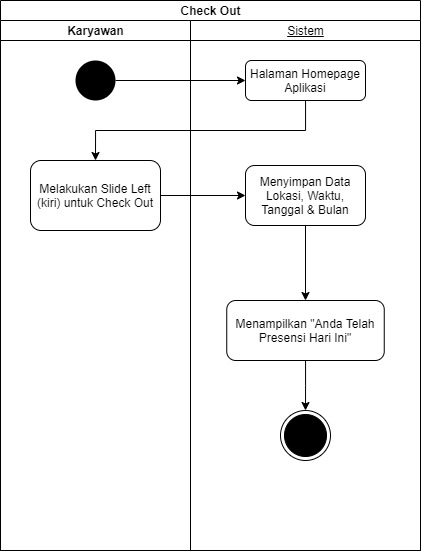 Check Out
Karyawan
Sistem
Halaman Homepage
Aplikasi
Melakukan Slide Left
(kiri) untuk Check Out
Menyimpan Data
Lokasi, Waktu,
Tanggal & Bulan
Menampilkan "Anda Telah
Presensi Hari Ini"